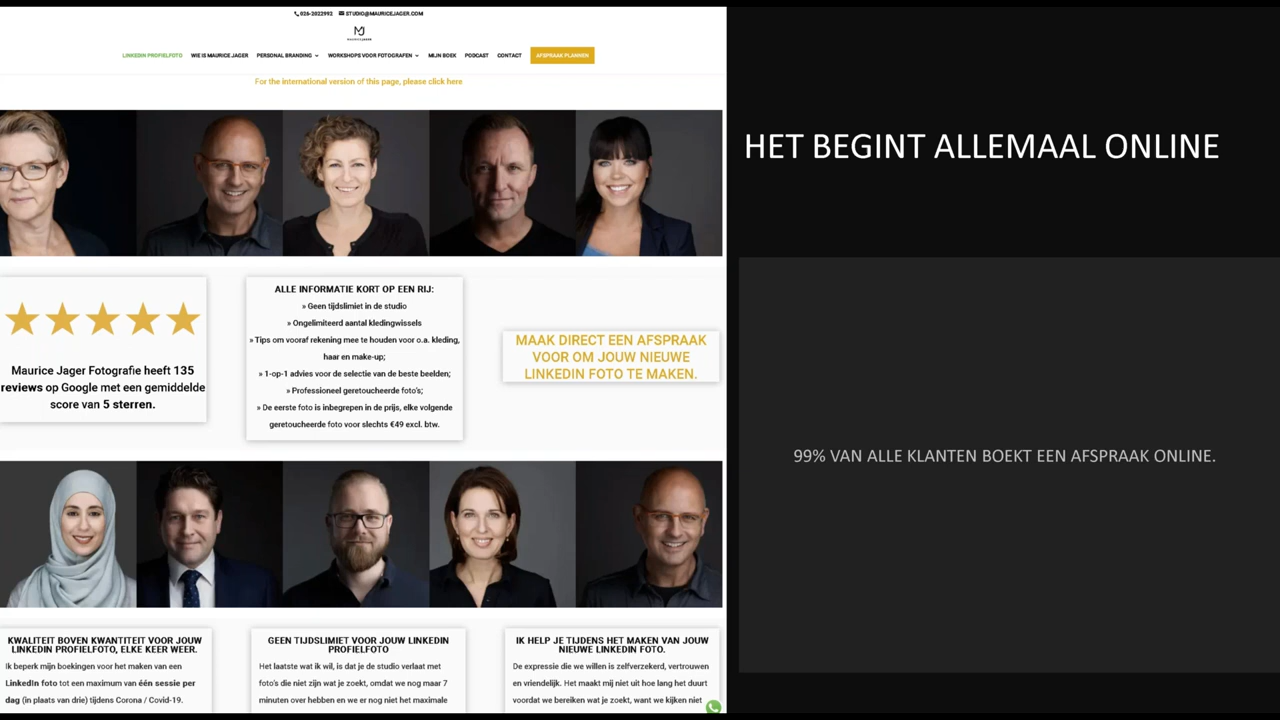 026-2022992 STUDIO@MAURICEJAGER.COM
MJ
MAURICE JAGER
LINKEDIN PROFIELFOTO WIE IS MAURICE JAGER PERSONAL BRANDING WORKSHOPS VOOR FOTOGRAFEN MIJN BOEK PODCAST CONTACT AFSPRAAK PLANNEN
For the international version of this page, please click here
Maurice Jager Fotografie heeft 135
reviews op Google met een gemiddelde
score van 5 sterren.
ALLE INFORMATIE KORT OP EEN RIJ:
» Geen tijdslimiet in de studio
» Ongelimiteerd aantal kledingwissels
» Tips om vooraf rekening mee te houden voor o.a. kleding,
haar en make-up;
» 1-op-1 advies voor de selectie van de beste beelden;
» Professioneel geretoucheerde foto's;
» De eerste foto is inbegrepen in de prijs, elke volgende
geretoucheerde foto voor slechts €49 excl. btw.
MAAK DIRECT EEN AFSPRAAK
VOOR OM JOUW NIEUWE
LINKEDIN FOTO TE MAKEN.
KWALITEIT BOVEN KWANTITEIT VOOR JOUW
LINKEDIN PROFIELFOTO, ELKE KEER WEER.
Ik beperk mijn boekingen voor het maken van een
LinkedIn foto tot een maximum van één sessie per
dag (in plaats van drie) tijdens Corona / Covid-19.
GEEN TIJDSLIMIET VOOR JOUW LINKEDIN
PROFIELFOTO
Het laatste wat ik wil, is dat je de studio verlaat met
foto's die niet zijn wat je zoekt, omdat we nog maar 7
minuten over hebben en we er nog niet het maximale
IK HELP JE TIJDENS HET MAKEN VAN JOUW
NIEUWE LINKEDIN FOTO.
De expressie die we willen is zelfverzekerd, vertrouwen
en vriendelijk. Het maakt mij niet uit hoe lang het duurt
voordat we bereiken wat je zoekt, want we kijken niet
HET BEGINT ALLEMAAL ONLINE
99% VAN ALLE KLANTEN BOEKT EEN AFSPRAAK ONLINE.